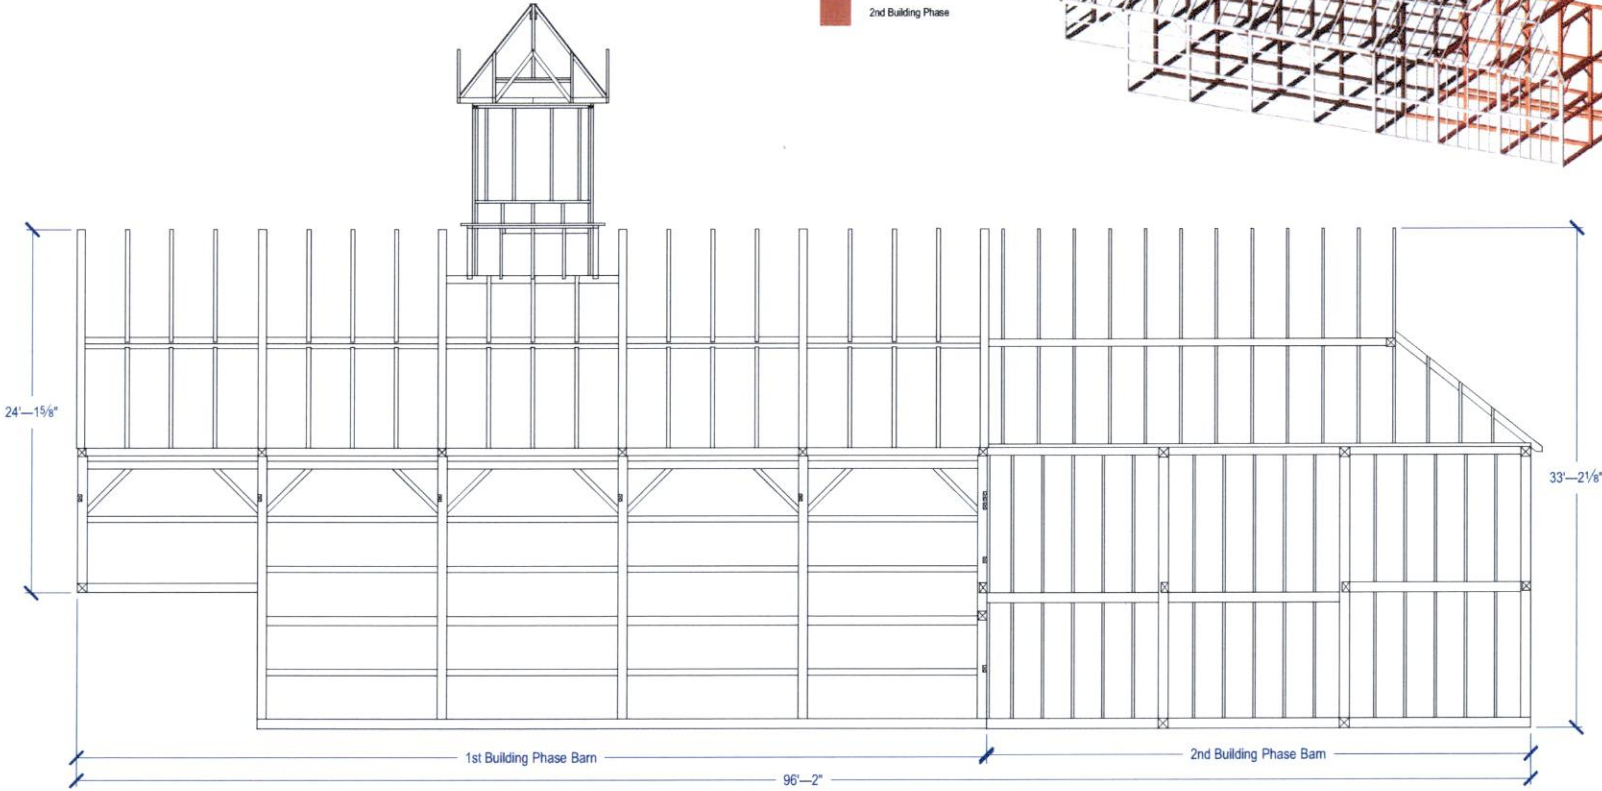 2nd Building Phase
24'—1⅝"
33'—2⅛"
1st Building Phase Barn
2nd Building Phase Barn
96'—2"